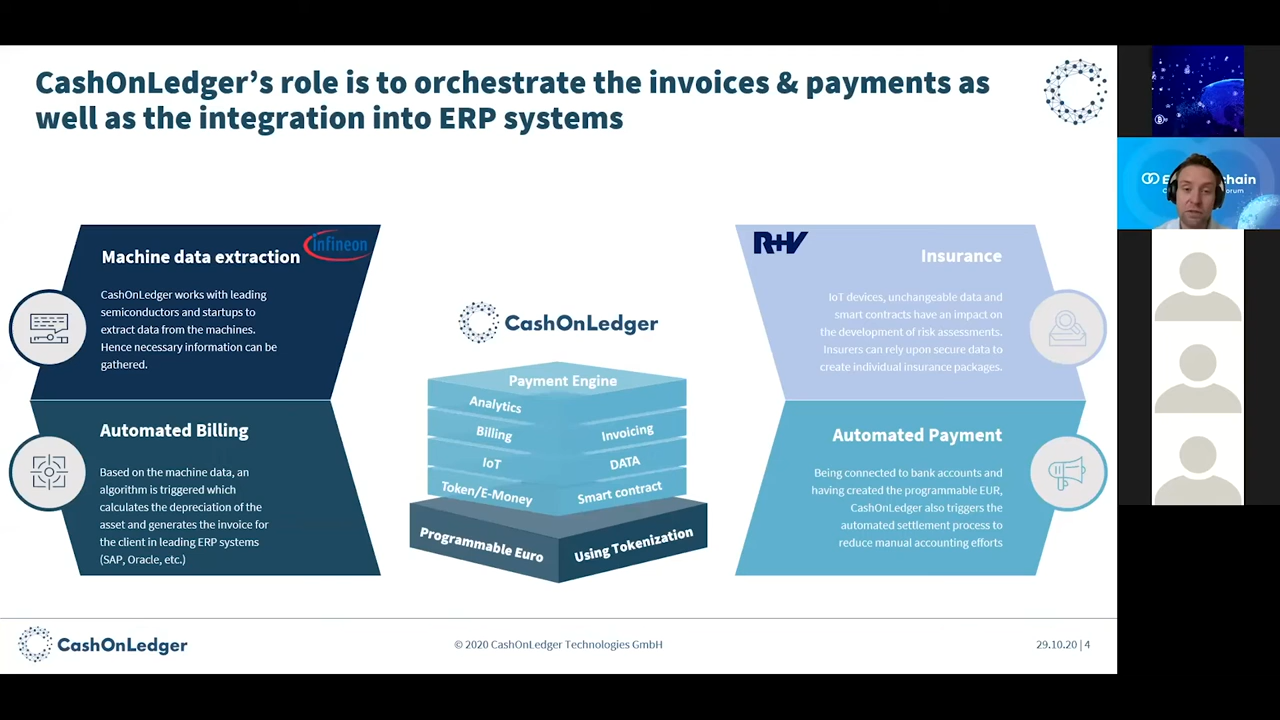 CashOnLedger's role is to orchestrate the invoices & payments as
well as the integration into ERP systems
Machine data extraction
infineon
CashOnLedger works with leading
semiconductors and startups to
extract data from the machines.
Hence necessary information can be
gathered.
Automated Billing
Based on the machine data, an
algorithm is triggered which
calculates the depreciation of the
asset and generates the invoice for
the client in leading ERP systems
(SAP, Oracle, etc.)
CashOnLedger
Payment Engine
Analytics
Billing
Invoicing
IoT
DATA
Token/E-Money
Smart contract
Programmable Euro
Using Tokenization
R+V
Insurance
IoT devices, unchangeable data and
smart contracts have an impact on
the development of risk assessments.
Insurers can rely upon secure data to
create individual insurance packages.
Automated Payment
Being connected to bank accounts and
having created the programmable EUR,
CashOnLedger also triggers the
automated settlement process to
reduce manual accounting efforts
CashOnLedger
© 2020 CashOnLedger Technologies GmbH
29.10.20 | 4